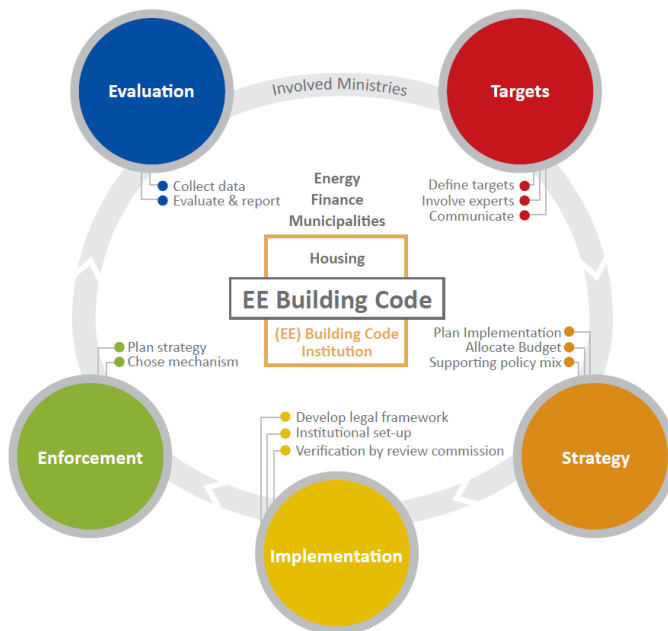 Evaluation
Involved Ministries
Targets
Collect data
Evaluate & report
Energy
Finance
Municipalities
Define targets
Involve experts
Communicate
Housing
EE Building Code
(EE) Building Code
Institution
Plan strategy
Chose mechanism
Plan Implementation
Allocate Budget
Supporting policy mix
Develop legal framework
Institutional set-up
Verification by review commission
Enforcement
Strategy
Implementation